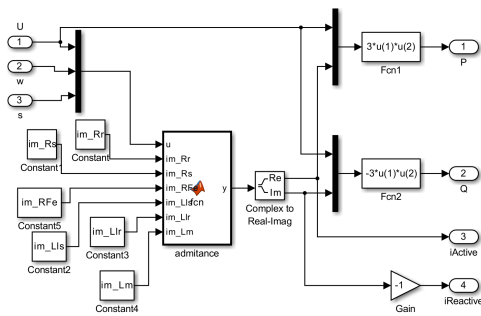 U
1
2
w
3
s
im_Rs
Constant1
im_Rr
Constant
im_RFe
Constant5
im_Lls
Constant2
im_Llr
Constant3
im_Lm
Constant4
u
im_Rr
im_Rs
im_RFe
im_Lls
im_Llr
im_Lm
fcn
y
admitance
Re
Im
Complex to
Real-Imag
3*u(1)*u(2)
Fcn1
1
P
-3*u(1)*u(2)
Fcn2
2
Q
3
iActive
-1
Gain
4
iReactive